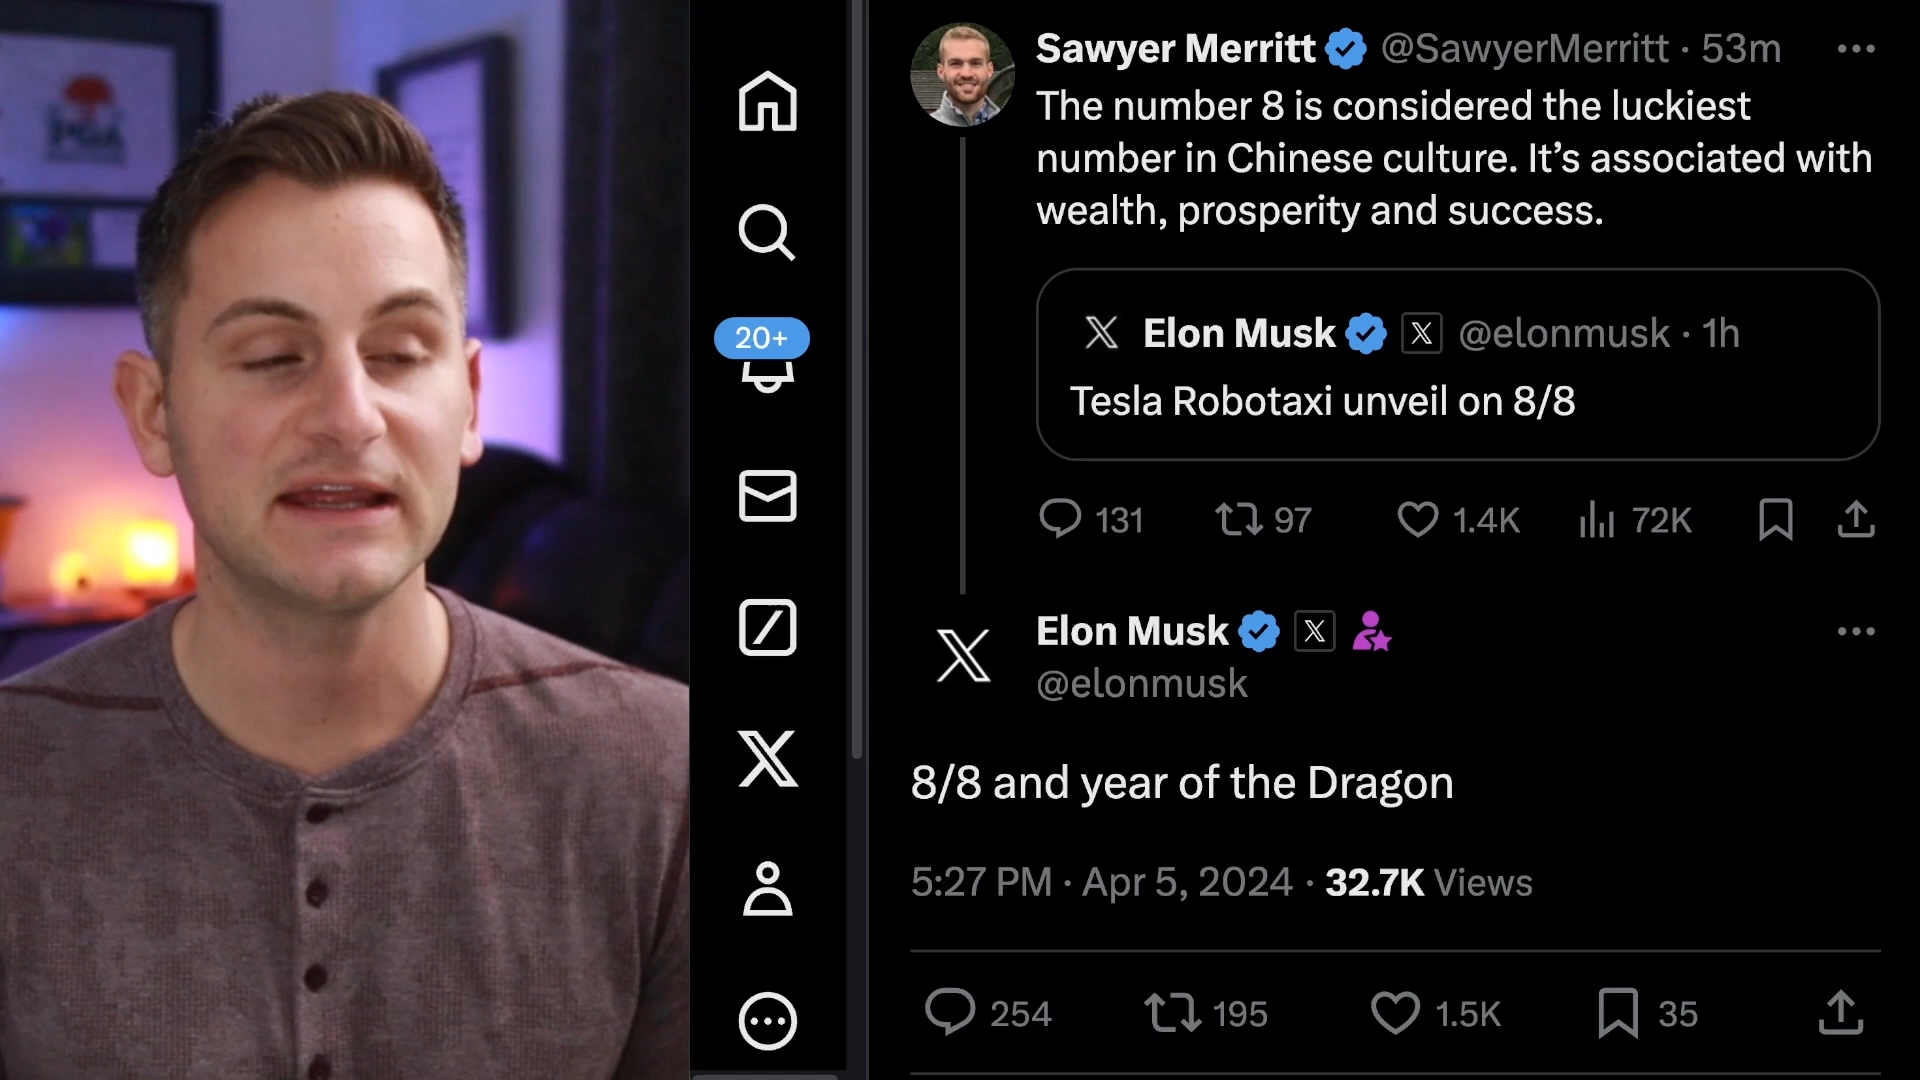 PGA
Sawyer Merritt @SawyerMerritt · 53m
The number 8 is considered the luckiest
number in Chinese culture. It’s associated with
wealth, prosperity and success.
Elon Musk @elonmusk · 1h
Tesla Robotaxi unveil on 8/8
131 97 1.4K 72K
20+
Elon Musk
@elonmusk
8/8 and year of the Dragon
5:27 PM · Apr 5, 2024 · 32.7K Views
254 195 1.5K 35